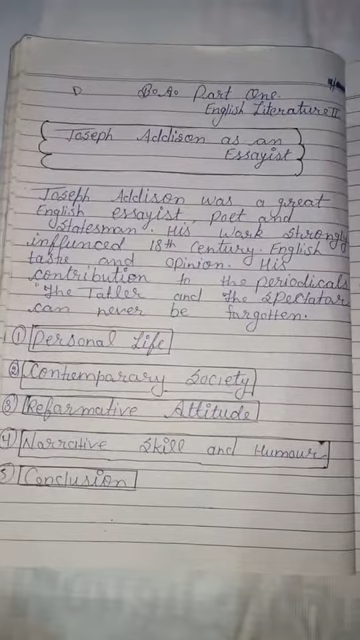 B.A. Part One
English Literature II
Joseph Addison as an
Essayist
Joseph Addison was a great
English essayist, Poet and
Statesman. His work strongly
influnced 18th Century English
taste and opinion. His
contribution to the periodicals
"The Tatler and the Spectator
can never be forgotten.
① Personal Life
② Contemparary Society
③ Reformative Attitude
④ Narrative Skill and Humour
⑤ Conclusion